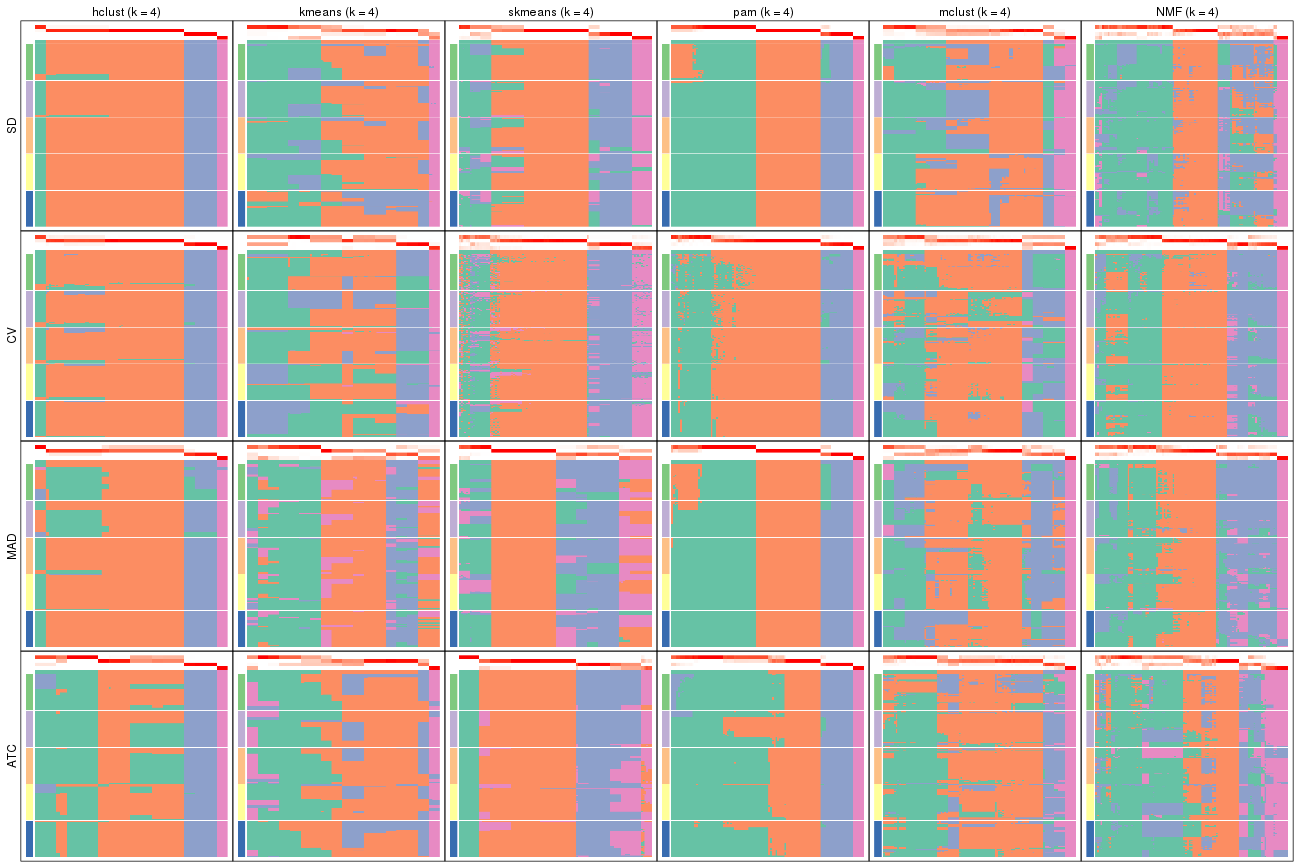 hclust (k = 4)
kmeans (k = 4)
skmeans (k = 4)
pam (k = 4)
mclust (k = 4)
NMF (k = 4)
SD
CV
MAD
ATC